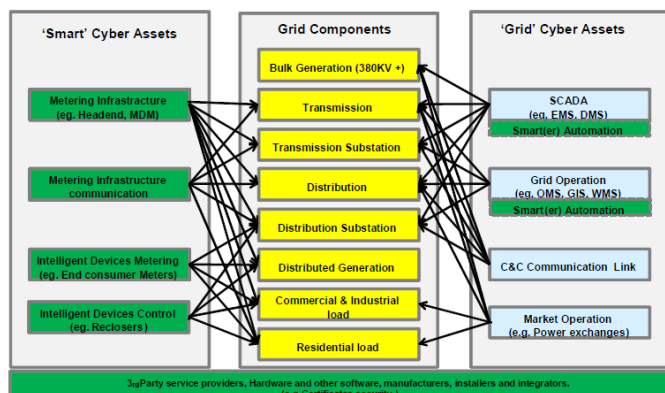 'Smart' Cyber Assets
Metering Infrastracture
(eg. Headend, MDM)
Metering Infrastructure
communication
Intelligent Devices Metering
(eg. End consumer Meters)
Intelligent Devices Control
(eg. Reclosers)
Grid Components
Bulk Generation (380KV +)
Transmission
Transmission Substation
Distribution
Distribution Substation
Distributed Generation
Commercial & Industrial
load
Residential load
'Grid' Cyber Assets
SCADA
(eg. EMS, DMS)
Smart(er) Automation
Grid Operation
(eg. OMS, GIS, WMS)
Smart(er) Automation
C&C Communication Link
Market Operation
(e.g. Power exchanges)
3rdParty service providers, Hardware and other software, manufacturers, installers and integrators.
(e.g Certificates security )